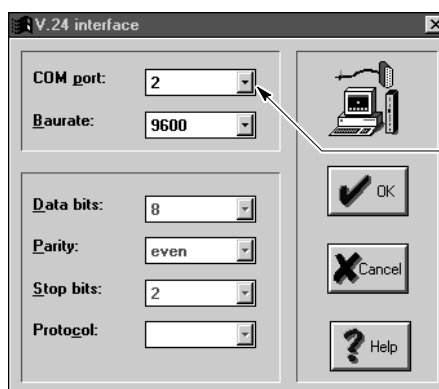 V.24 interface
COM port: 2
Baurate: 9600
Data bits: 8
Parity: even
Stop bits: 2
Protocol:
OK
Cancel
Help